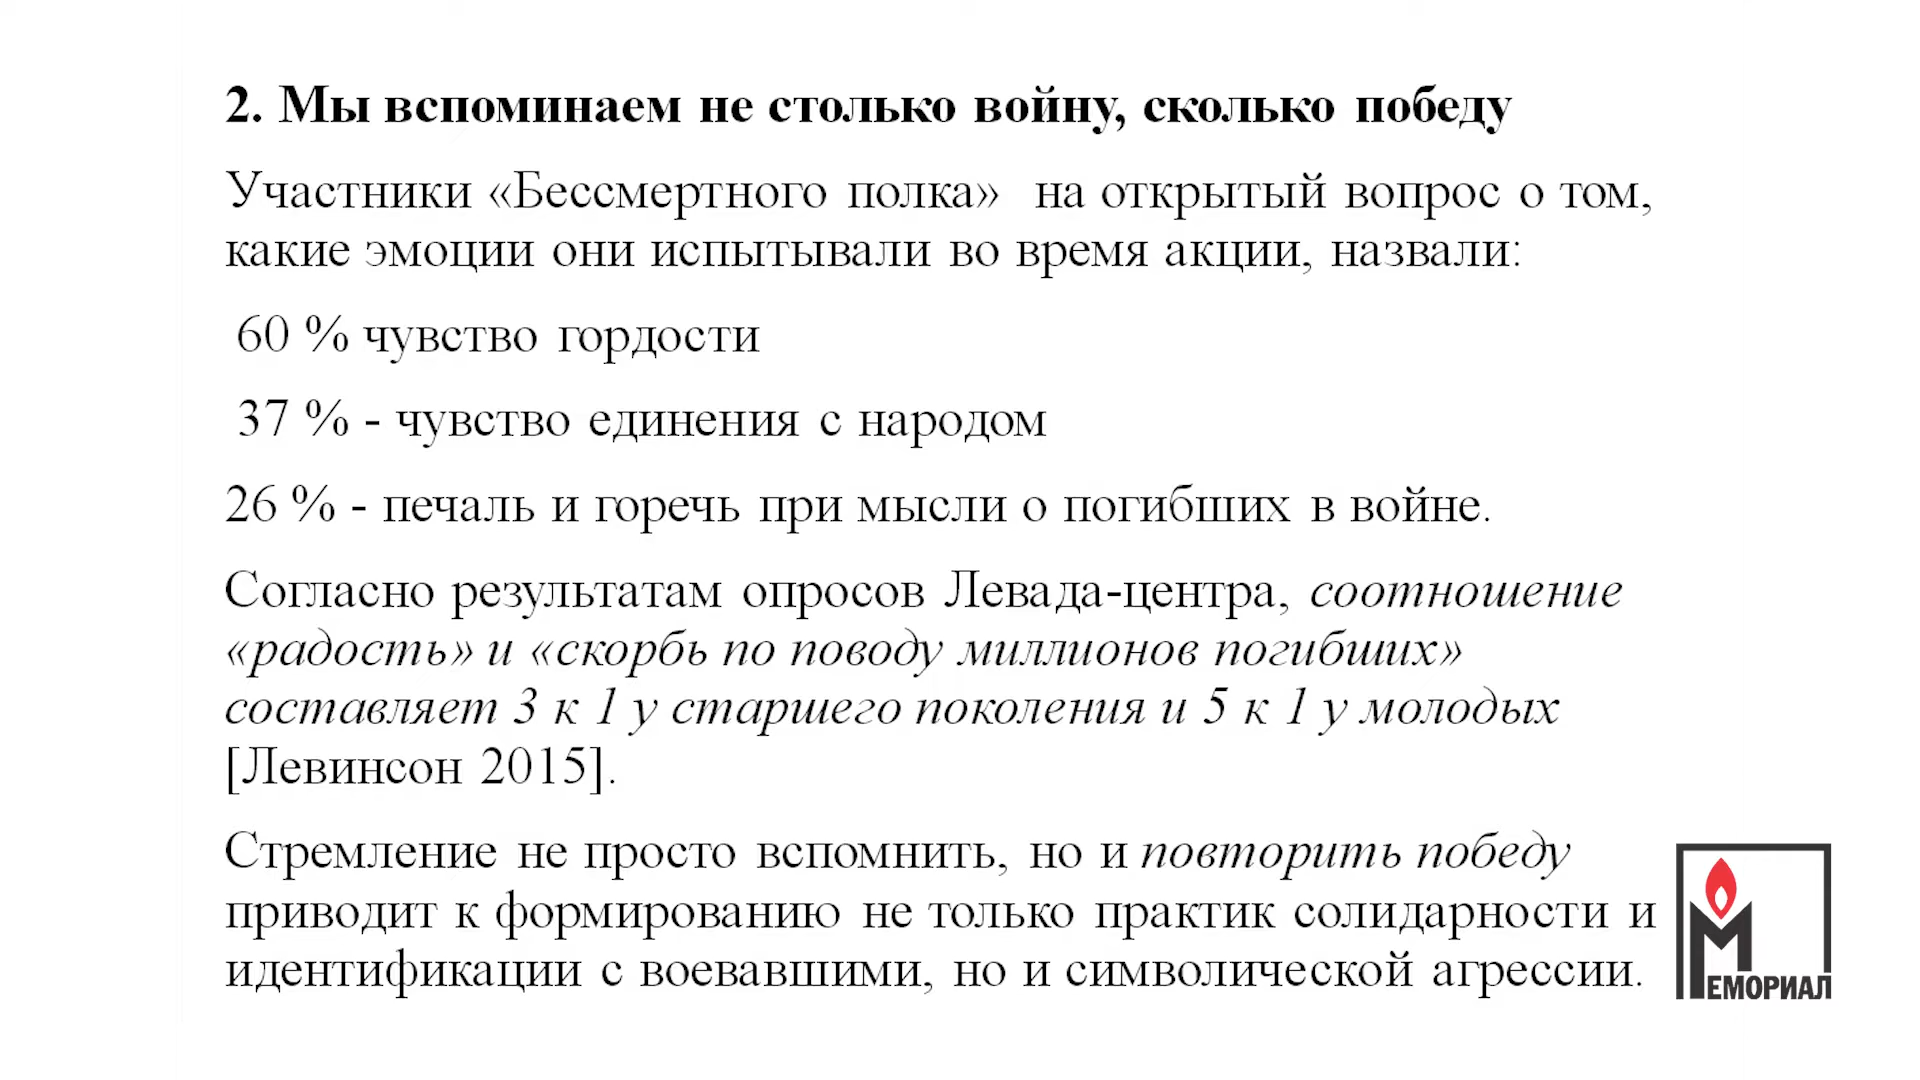 2. Мы вспоминаем не столько войну, сколько победу
Участники «Бессмертного полка» на открытый вопрос о том,
какие эмоции они испытывали во время акции, назвали:
60 % чувство гордости
37 % - чувство единения с народом
26 % - печаль и горечь при мысли о погибших в войне.
Согласно результатам опросов Левада-центра, соотношение
«радость» и «скорбь по поводу миллионов погибших»
составляет 3 к 1 у старшего поколения и 5 к 1 у молодых
[Левинсон 2015].
Стремление не просто вспомнить, но и повторить победу
приводит к формированию не только практик солидарности и
идентификации с воевавшими, но и символической агрессии.
МЕМОРИАЛ